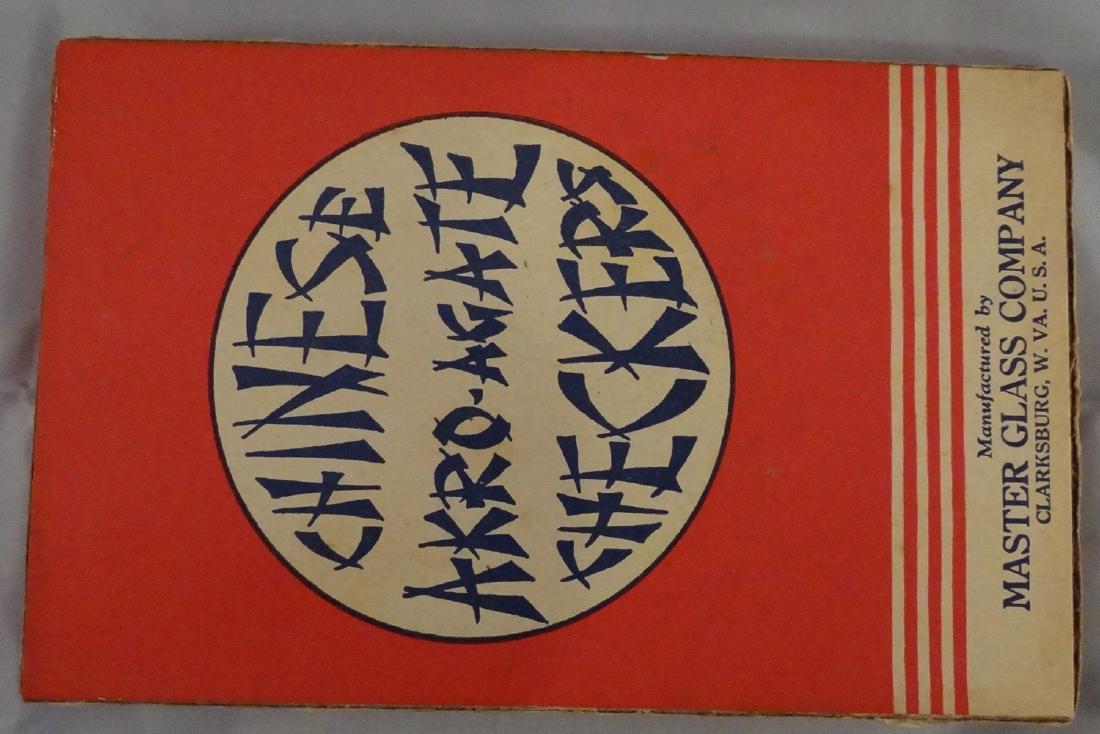 CHINESE
AKRO-AGATE
CHECKERS
Manufactured by
MASTER GLASS COMPANY
CLARKSBURG, W. VA. U. S. A.